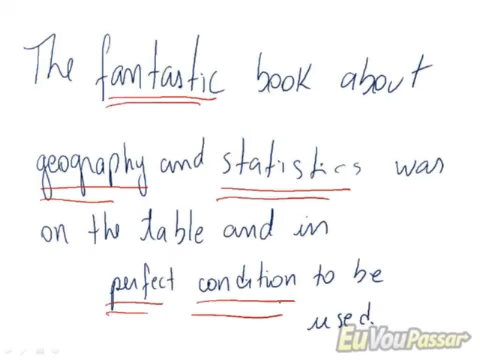 The fantastic book about
geography and statistics was
on the table and in
perfect condition to be
used.
EuVouPassar